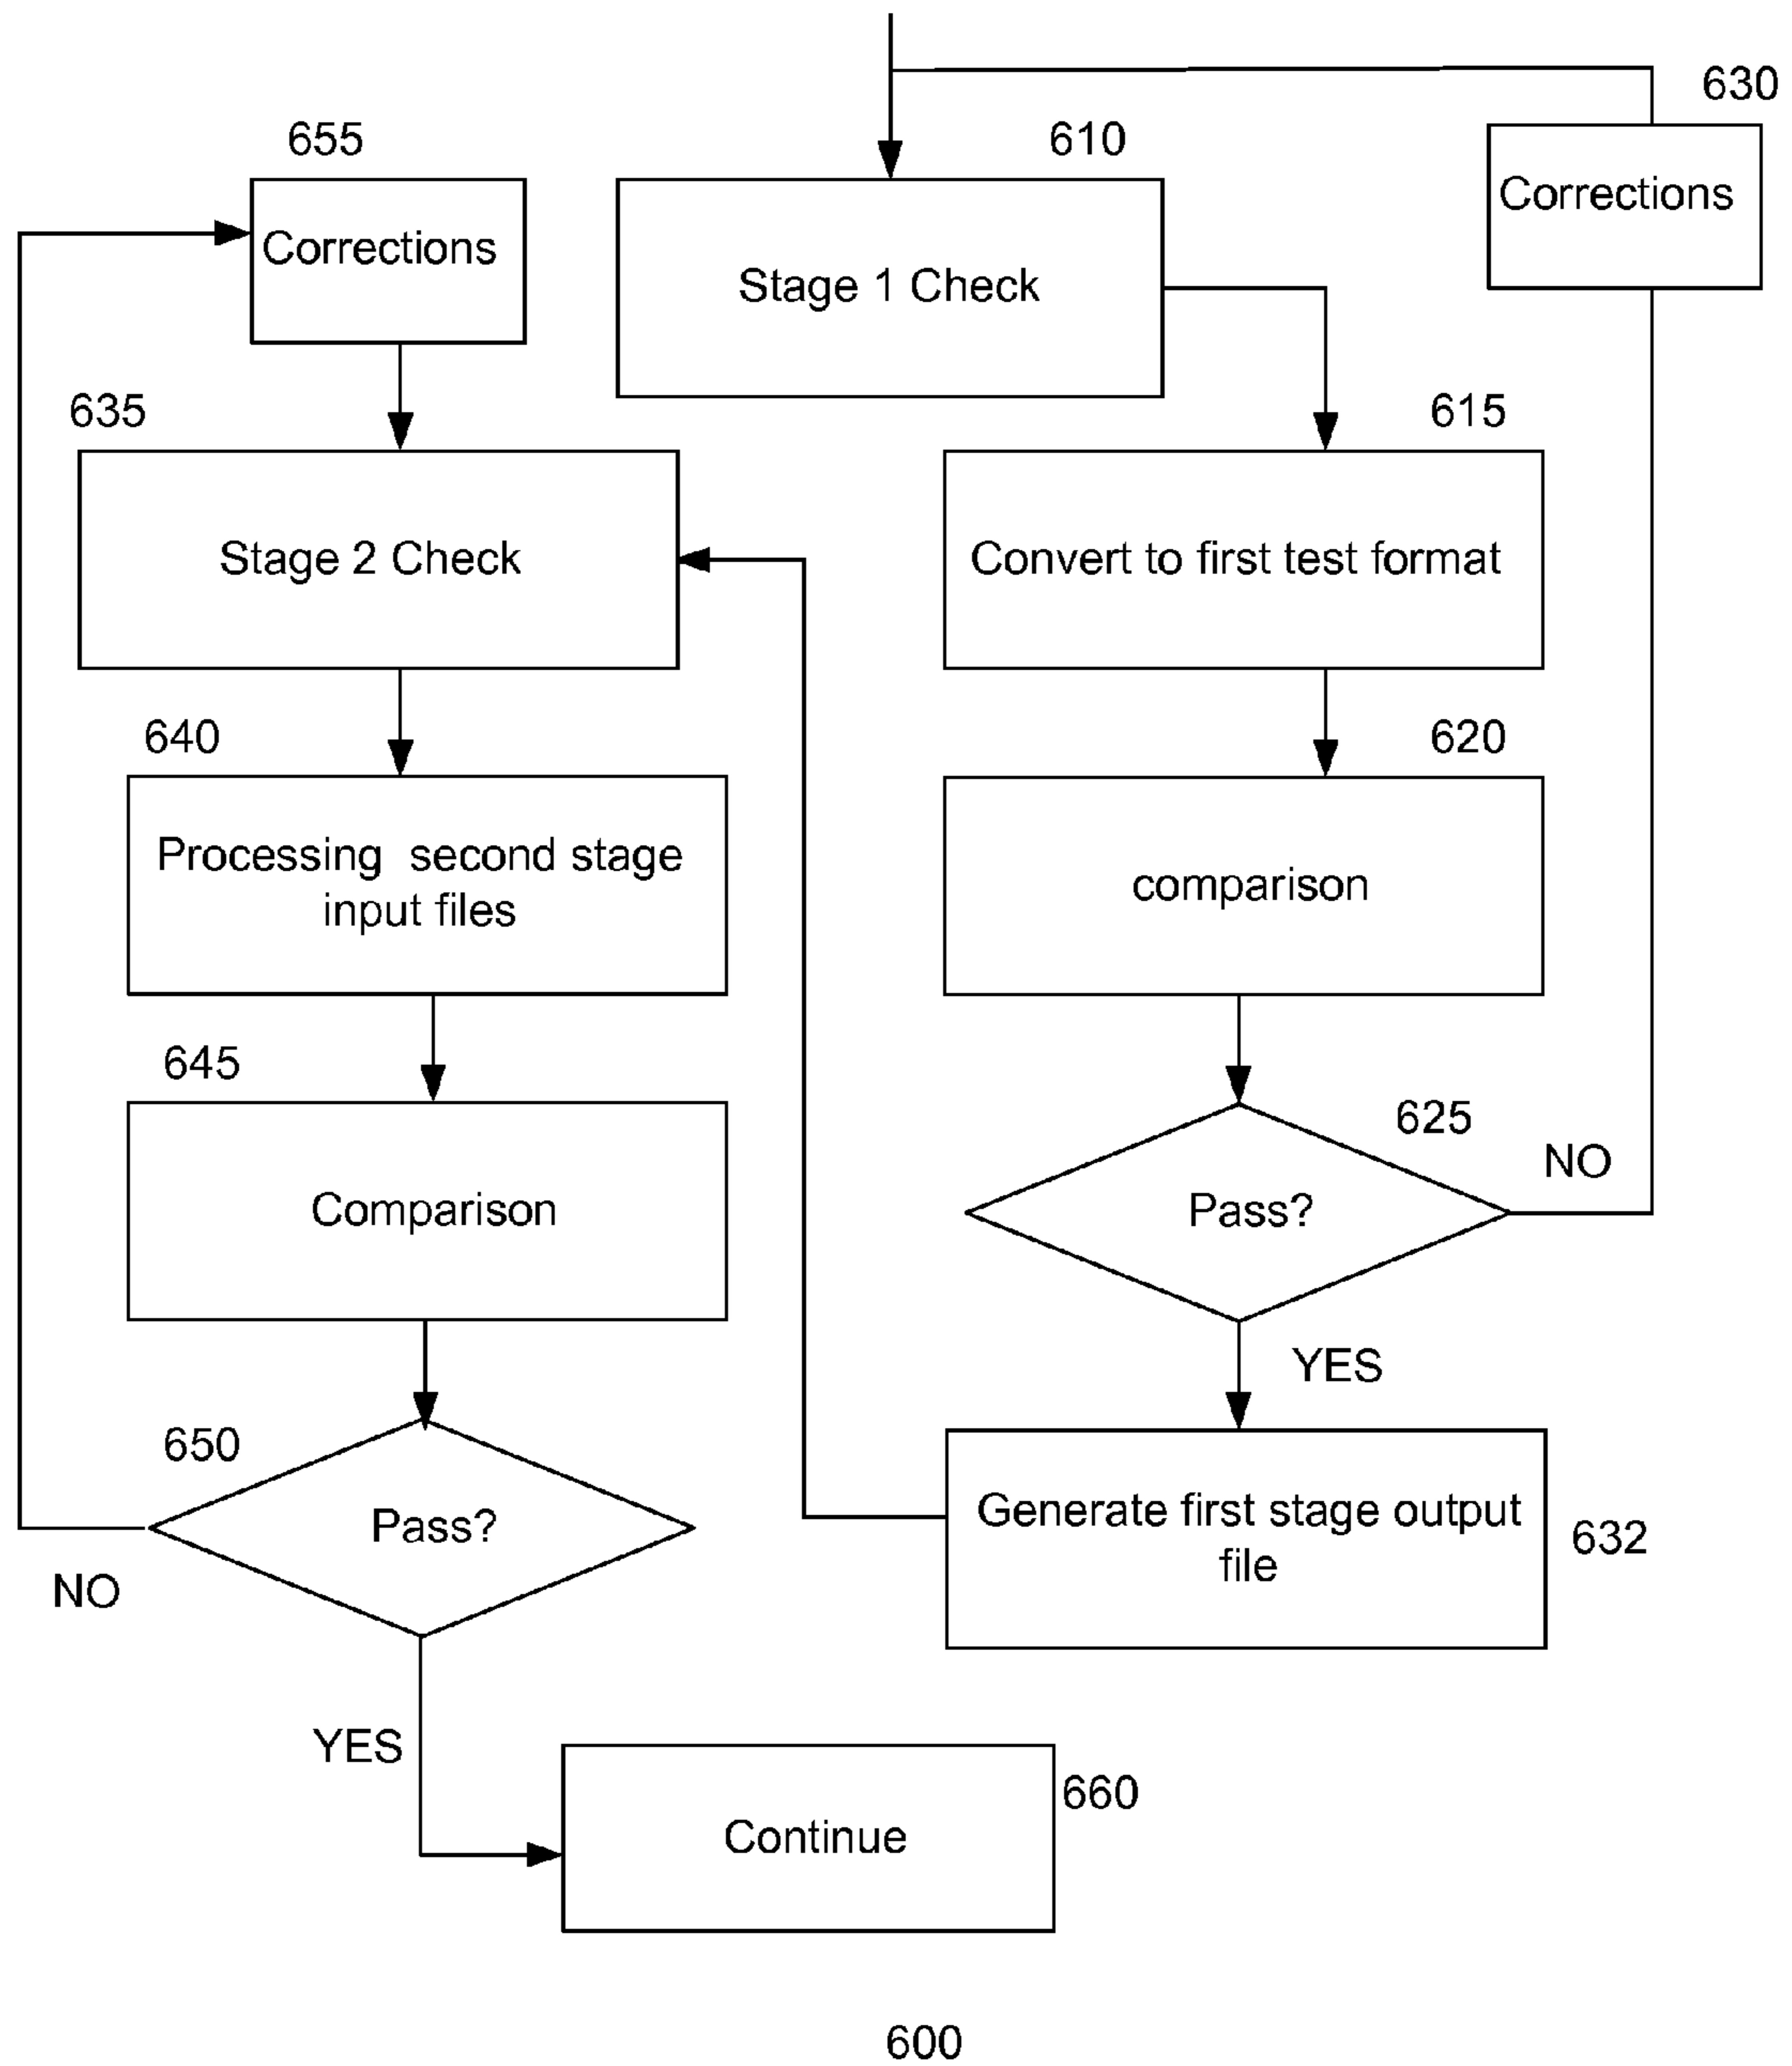 630
655
610
Corrections
Corrections
Stage 1 Check
635
615
Stage 2 Check
Convert to first test format
640
620
Processing second stage
input files
comparison
645
625
NO
Comparison
Pass?
YES
650
Pass?
Generate first stage output
file
632
NO
YES
660
Continue
600